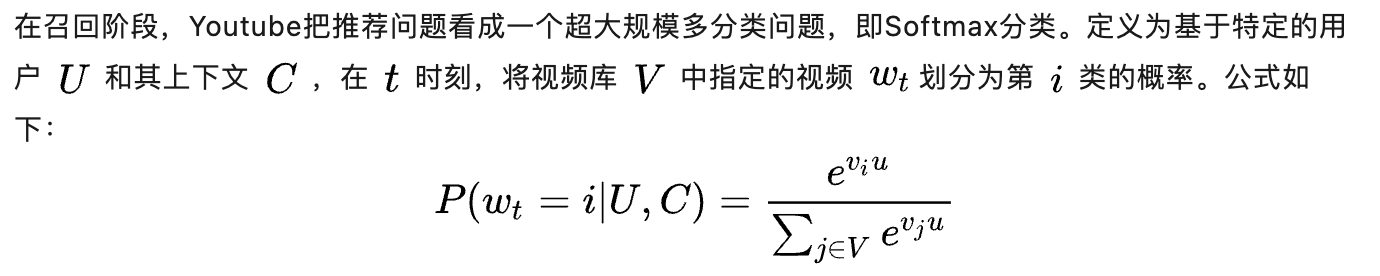 在召回阶段，Youtube把推荐问题看成一个超大规模多分类问题，即Softmax分类。定义为基于特定的用
户 U 和其上下文 C ，在 t 时刻，将视频库 V 中指定的视频 w_t 划分为第 i 类的概率。公式如
下：
P(w_t = i|U, C) = \frac{e^{v_i u}}{\sum_{j \in V} e^{v_j u}}